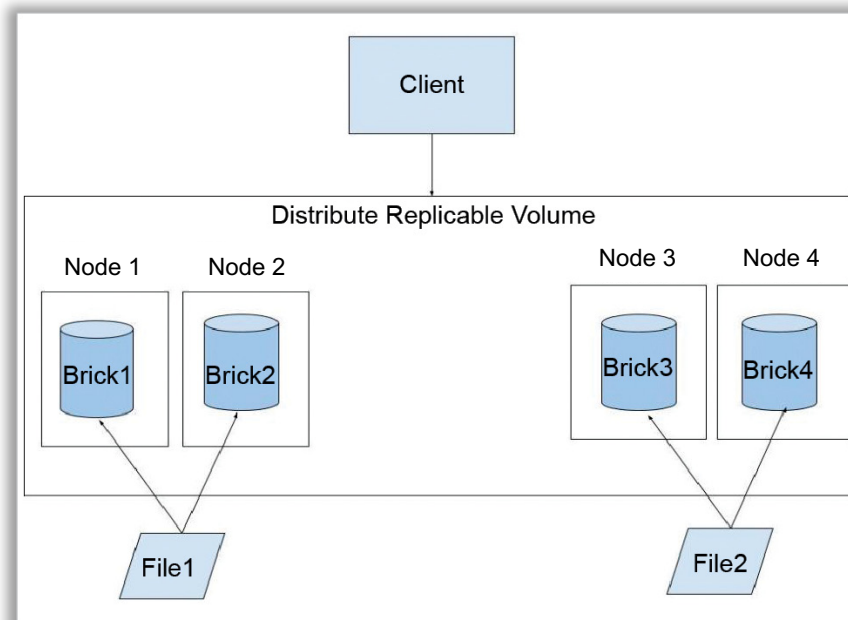 Client
Distribute Replicable Volume
Node 1
Node 2
Node 3
Node 4
Brick1
Brick2
Brick3
Brick4
File1
File2